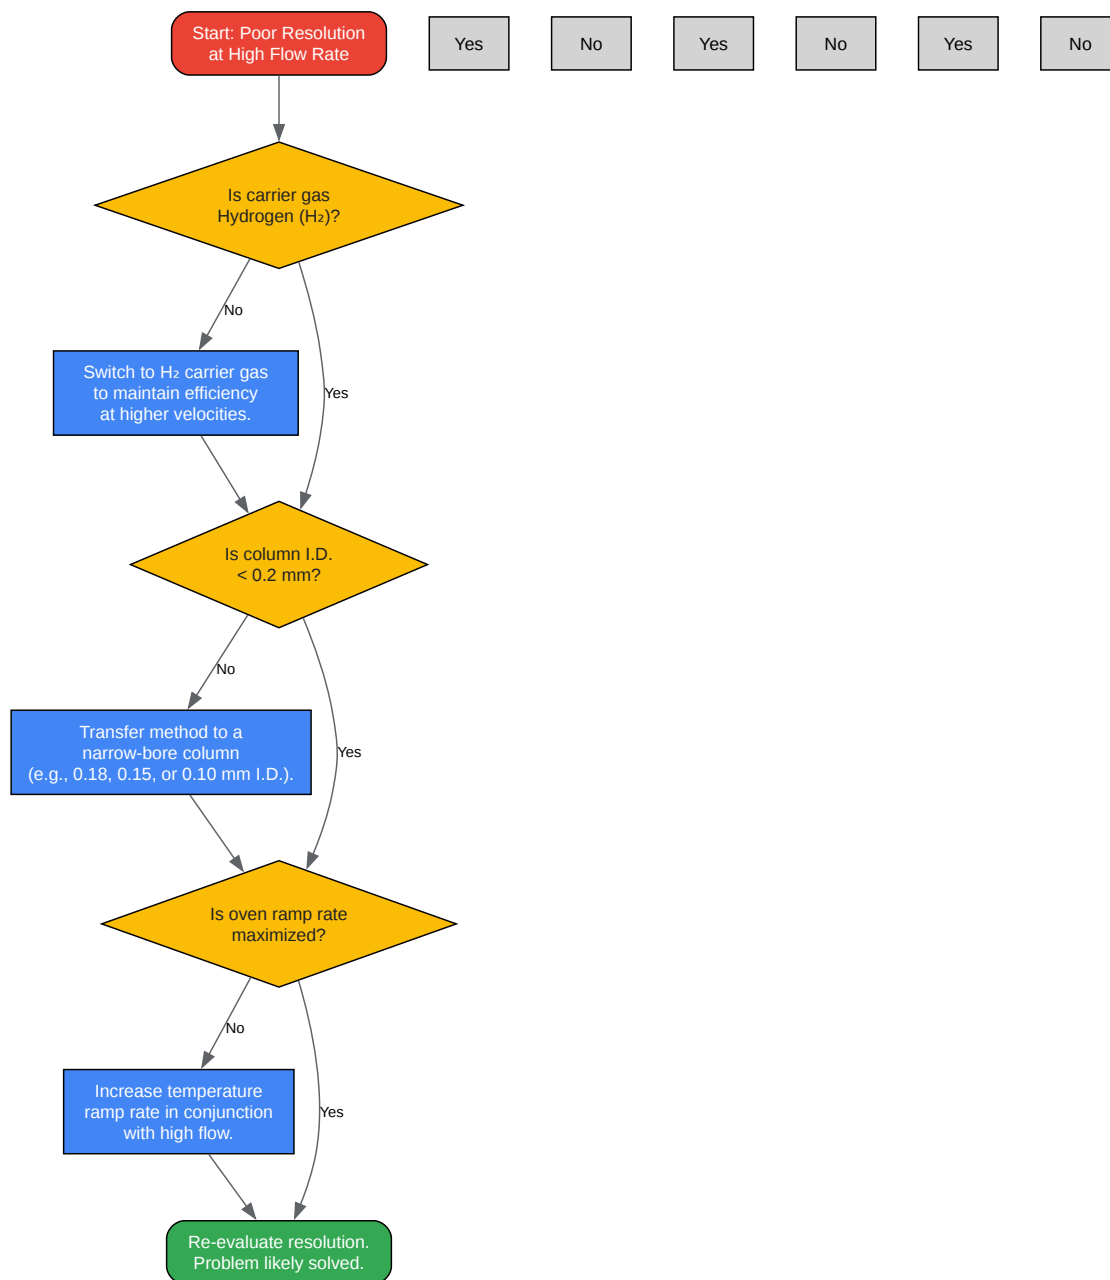 Start: Poor Resolution
at High Flow Rate
Yes
No
Yes
No
Yes
No
Is carrier gas
Hydrogen (H₂)?
No
Switch to H₂ carrier gas
to maintain efficiency
at higher velocities.
Yes
Is column I.D.
< 0.2 mm?
No
Transfer method to a
narrow-bore column
(e.g., 0.18, 0.15, or 0.10 mm I.D.).
Yes
Is oven ramp rate
maximized?
No
Increase temperature
ramp rate in conjunction
with high flow.
Yes
Re-evaluate resolution.
Problem likely solved.